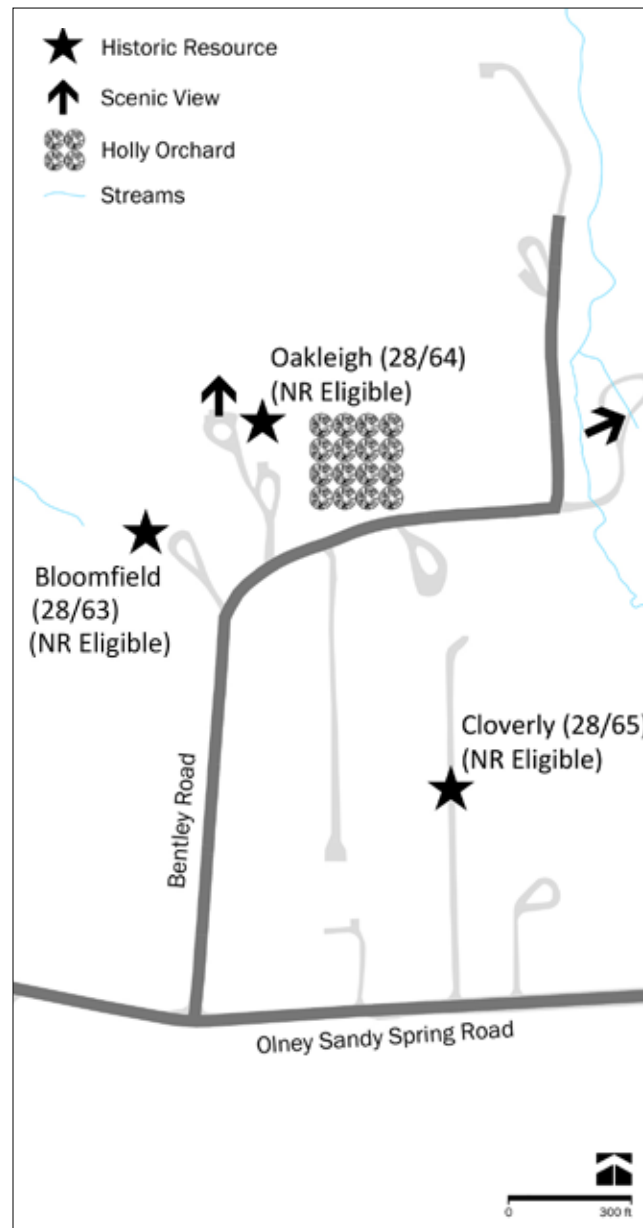 Historic Resource
Scenic View
Holly Orchard
Streams
Oakleigh (28/64)
(NR Eligible)
Bloomfield
(28/63)
(NR Eligible)
Cloverly (28/65)
(NR Eligible)
Bentley Road
Olney Sandy Spring Road
0
300 ft